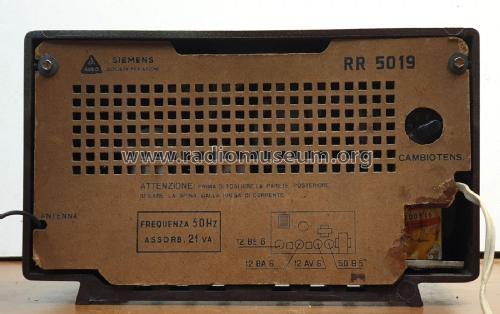 SIEMENS
SOCIETÀ PER AZIONI
RR 5019
CAMBIOTENS.
www.radiomuseum.org
ATTENZIONE: PRIMA DI TOGLIERE LA PARETE POSTERIORE
SFILARE LA SPINA DALLA PRESA DI CORRENTE
ANTENNA
FREQUENZA 50Hz
ASSORB. 21 VA
12 BE 6
12 BA 6 12 AV 6 50 B 5